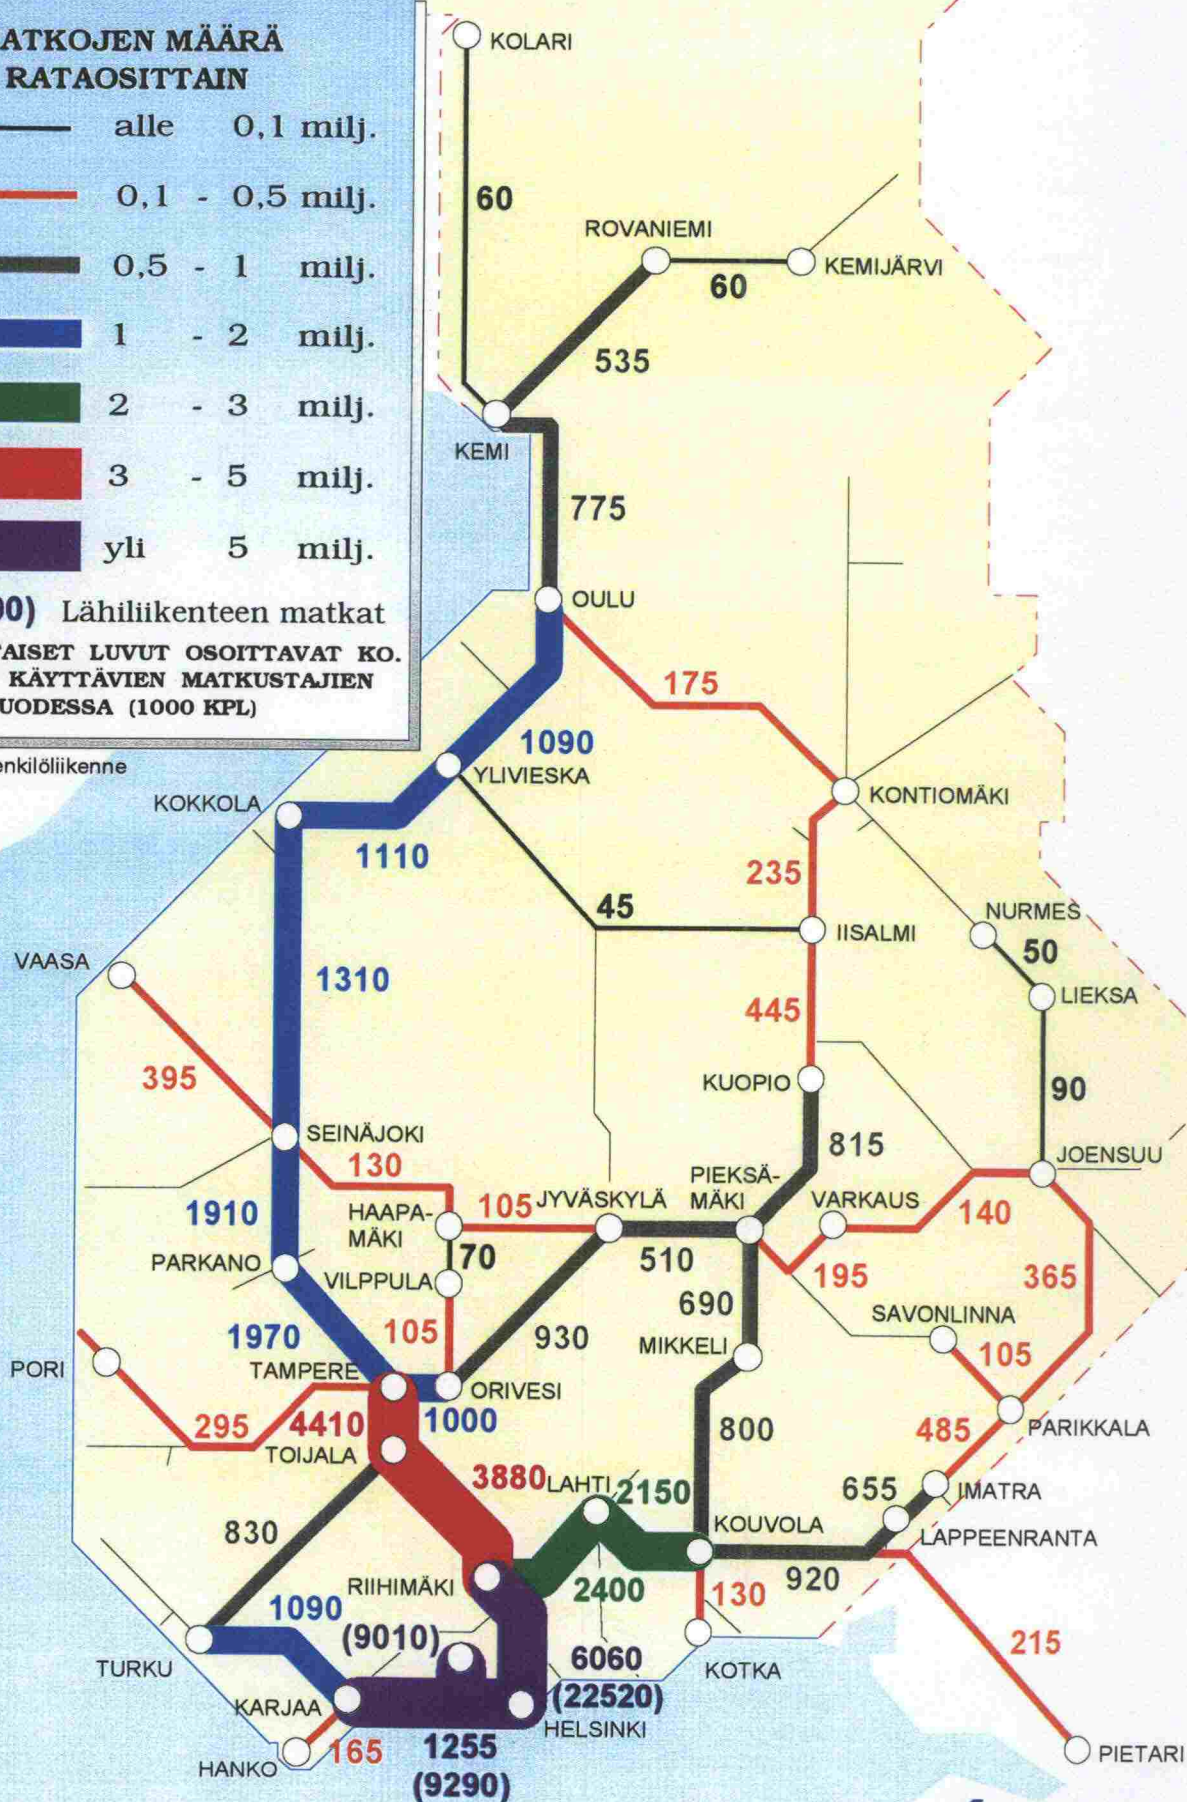 ATKOJEN MÄÄRÄ
RATAOSITTAIN
alle 0,1 milj.
0,1 - 0,5 milj.
0,5 - 1 milj.
1 - 2 milj.
2 - 3 milj.
3 - 5 milj.
yli 5 milj.
00) Lähiliikenteen matkat
TAISET LUVUT OSOITTAVAT KO.
KÄYTTÄVIEN MATKUSTAJIEN
UODESSA (1000 KPL)
enkilöliikenne
KOLARI
60
ROVANIEMI
KEMIJÄRVI
60
535
KEMI
775
OULU
175
1090
YLIVIESKA
KOKKOLA
KONTIOMÄKI
1110
235
45
NURMES
IISALMI
50
VAASA
1310
LIEKSA
445
395
KUOPIO
90
SEINÄJOKI
815
130
JOENSUU
PIEKSÄ-
MÄKI
JYVÄSKYLÄ
105
VARKAUS
1910
HAAPA-
MÄKI
140
70
510
PARKANO
VILPPULA
195
365
690
SAVONLINNA
1970
105
930
MIKKELI
105
PORI
TAMPERE
ORIVESI
295
4410
1000
800
485
PARIKKALA
TOIJALA
3880
LAHTI
2150
655
IMATRA
KOUVOLA
830
LAPPEENRANTA
RIIHIMÄKI
920
2400
130
1090
(9010)
215
6060
(22520)
TURKU
KOTKA
KARJAA
HELSINKI
165
1255
(9290)
HANKO
PIETARI